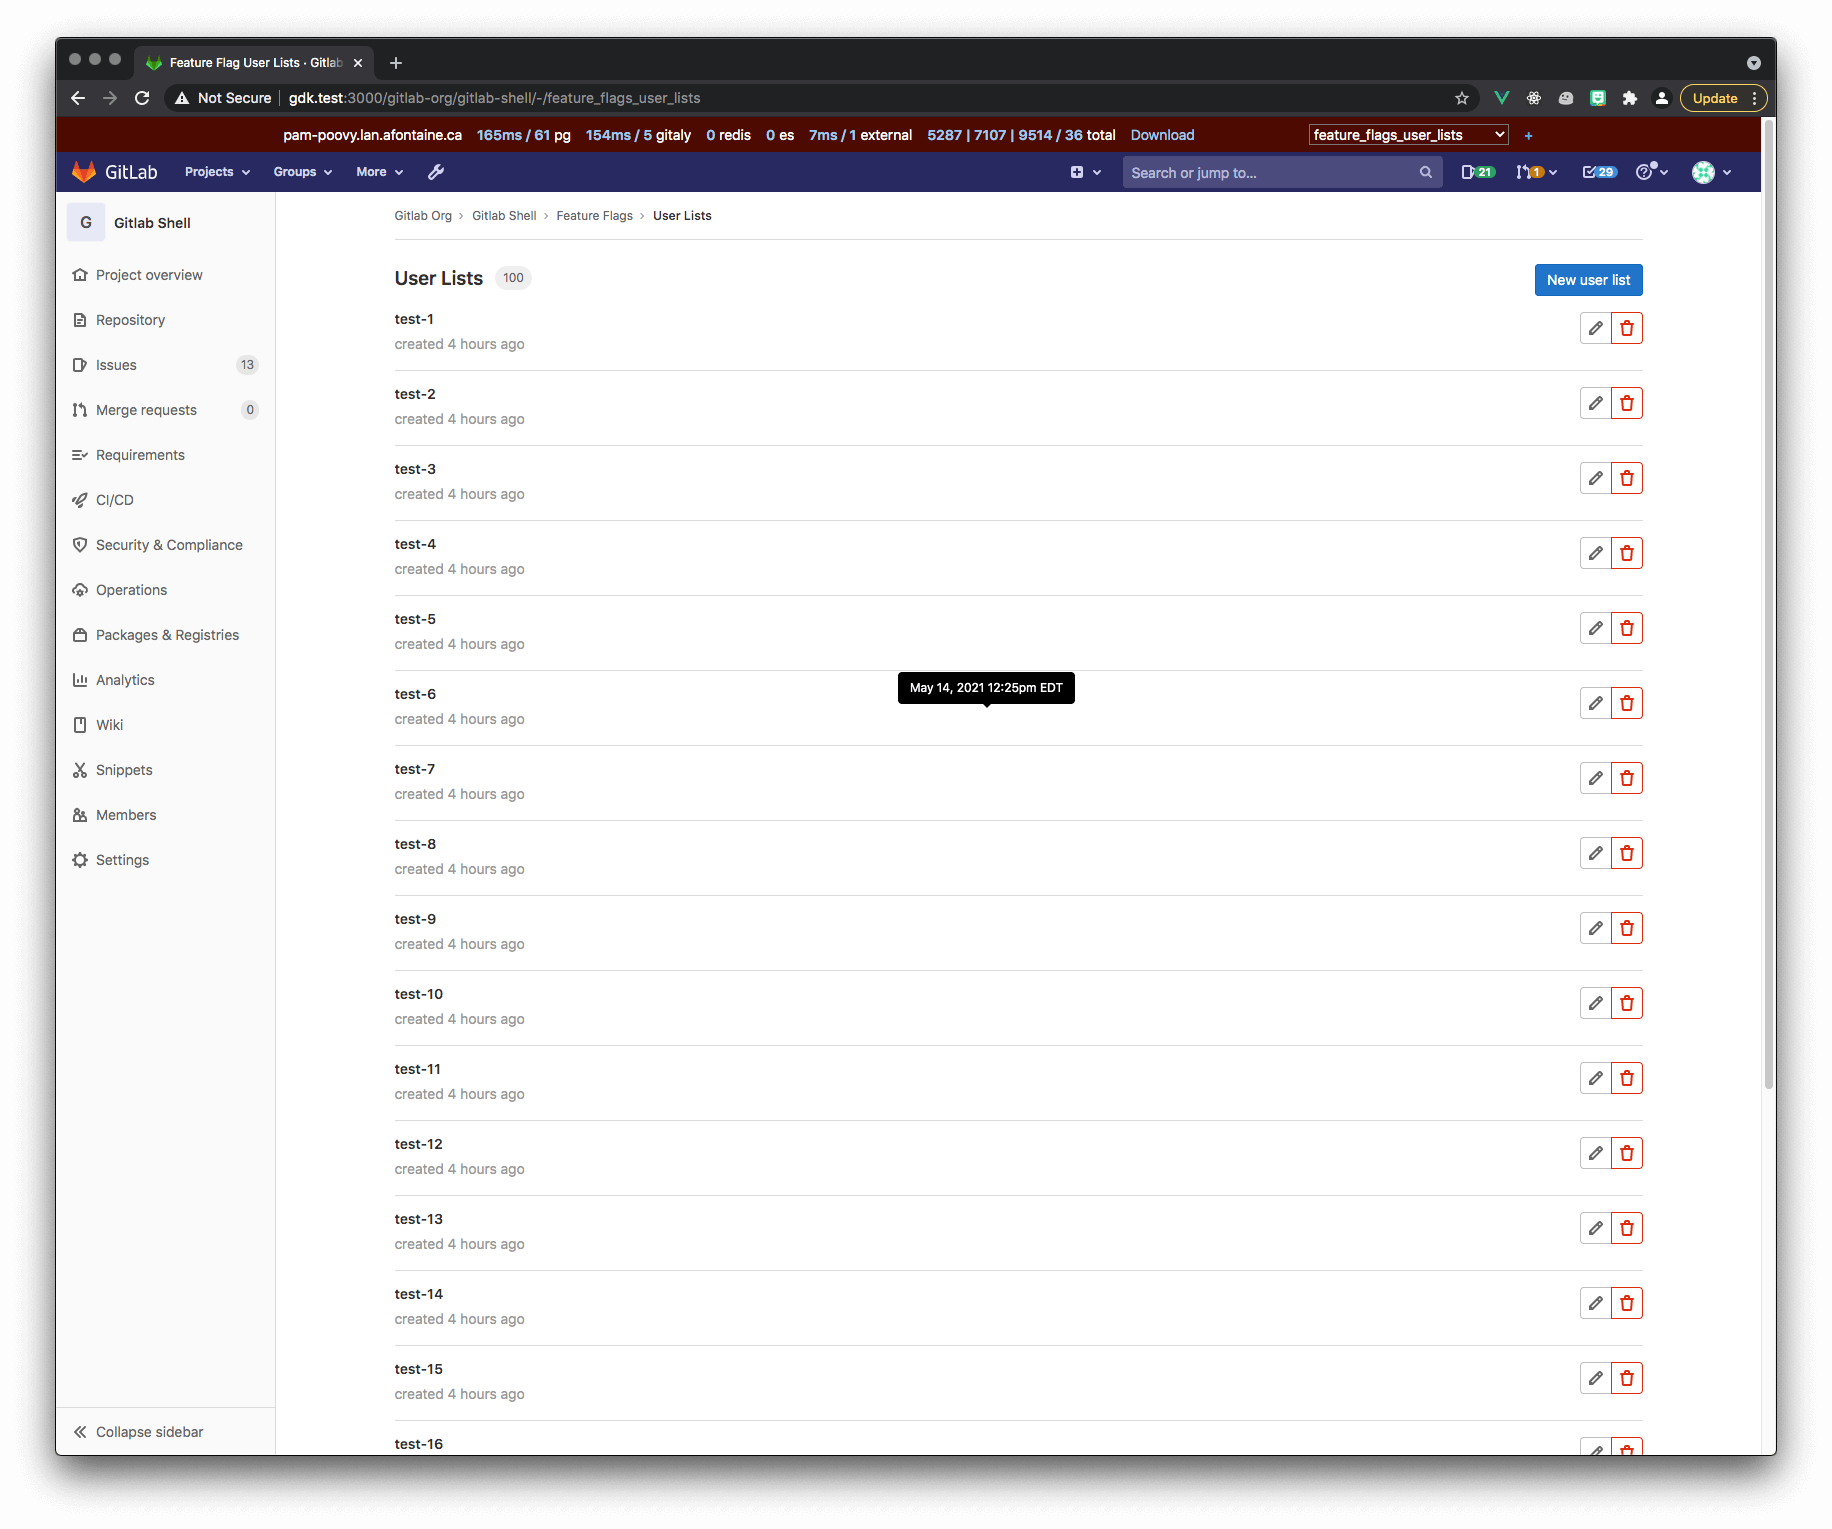 Feature Flag User Lists · Gitlab
Not Secure gdk.test:3000/gitlab-org/gitlab-shell/-/feature_flags_user_lists
Update
pam-poovy.lan.afontaine.ca 165ms / 61 pg 154ms / 5 gitaly 0 redis 0 es 7ms / 1 external 5287 | 7107 | 9514 / 36 total Download feature_flags_user_lists +
GitLab Projects Groups More Search or jump to... 21 1 29
G Gitlab Shell
Project overview
Repository
Issues 13
Merge requests 0
Requirements
CI/CD
Security & Compliance
Operations
Packages & Registries
Analytics
Wiki
Snippets
Members
Settings
Collapse sidebar
Gitlab Org › Gitlab Shell › Feature Flags › User Lists
User Lists 100
New user list
test-1
created 4 hours ago
test-2
created 4 hours ago
test-3
created 4 hours ago
test-4
created 4 hours ago
test-5
created 4 hours ago
May 14, 2021 12:25pm EDT
test-6
created 4 hours ago
test-7
created 4 hours ago
test-8
created 4 hours ago
test-9
created 4 hours ago
test-10
created 4 hours ago
test-11
created 4 hours ago
test-12
created 4 hours ago
test-13
created 4 hours ago
test-14
created 4 hours ago
test-15
created 4 hours ago
test-16